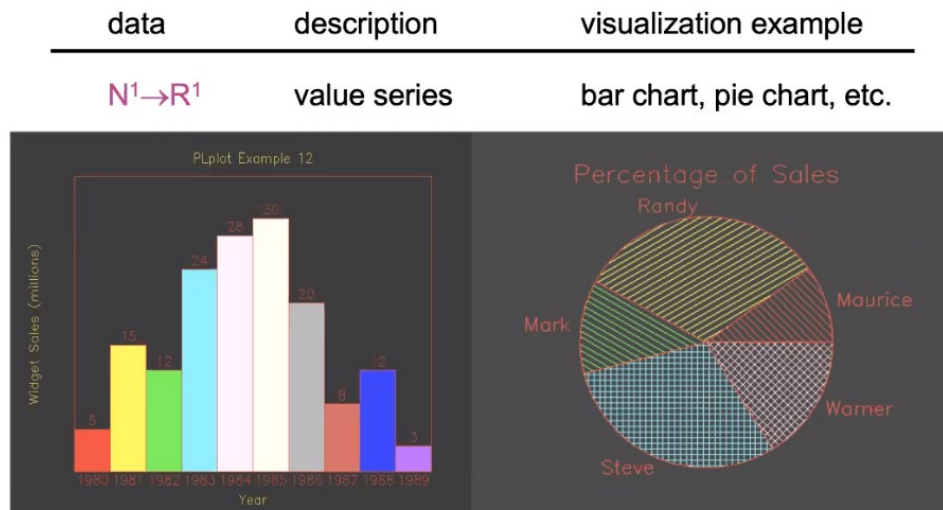 data description visualization example
N¹→R¹ value series bar chart, pie chart, etc.
PLplot Example 12
Widget Sales (millions)
5
15
12
24
28
30
20
8
12
3
1980 1981 1982 1983 1984 1985 1986 1987 1988 1989
Year
Percentage of Sales
Randy
Maurice
Mark
Warner
Steve